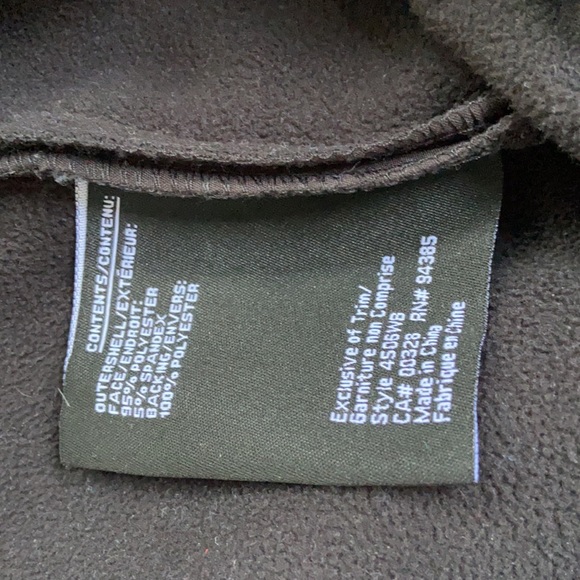 CONTENTS/CONTENU:
OUTERSHELL/EXTÉRIEUR:
FACE/ENDROIT:
95% POLYESTER
5% SPANDEX
BACKING/ENVERS:
100% POLYESTER
Exclusive of Trim/
Garniture non Comprise
Style 4506WB
CA# 00328 RN# 94385
Made in China
Fabriqué en Chine